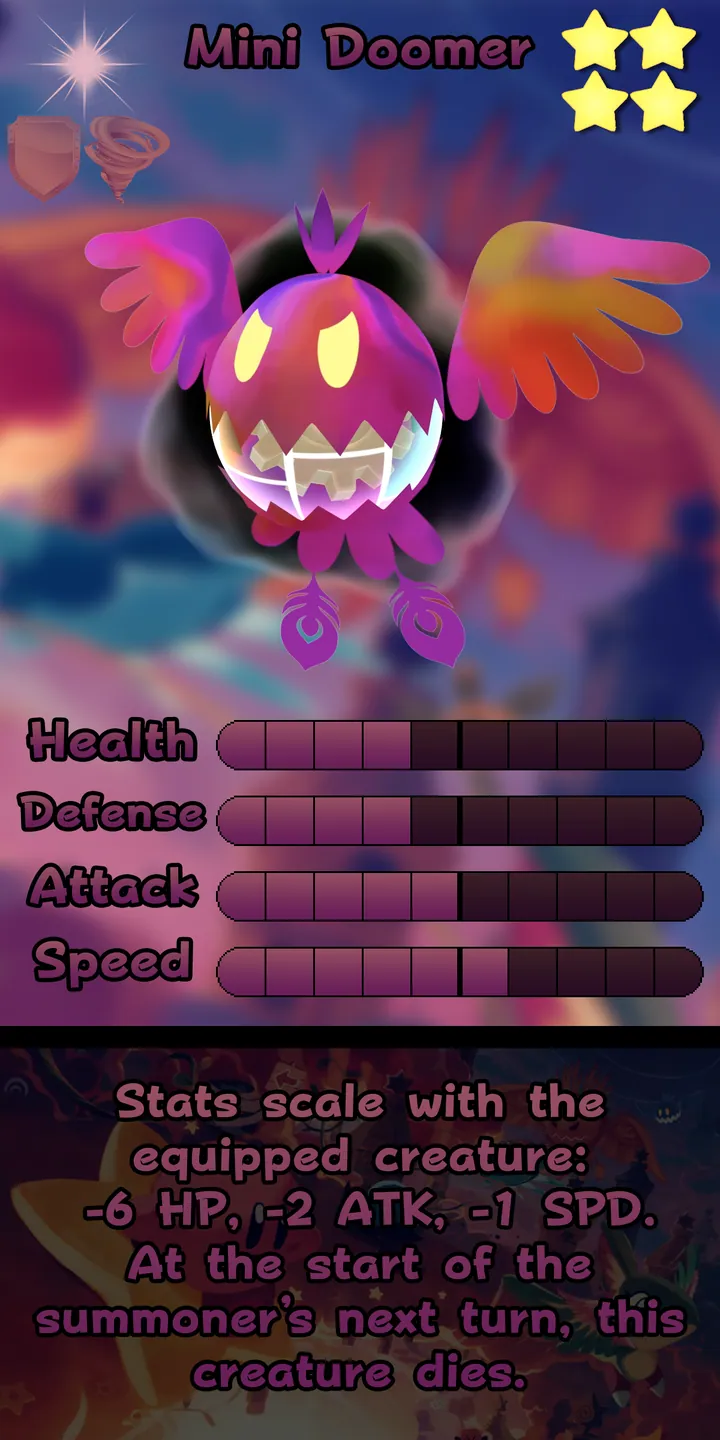 Mini Doomer
Health
Defense
Attack
Speed
Stats scale with the
equipped creature:
-6 HP, -2 ATK, -1 SPD.
At the start of the
summoner's next turn, this
creature dies.